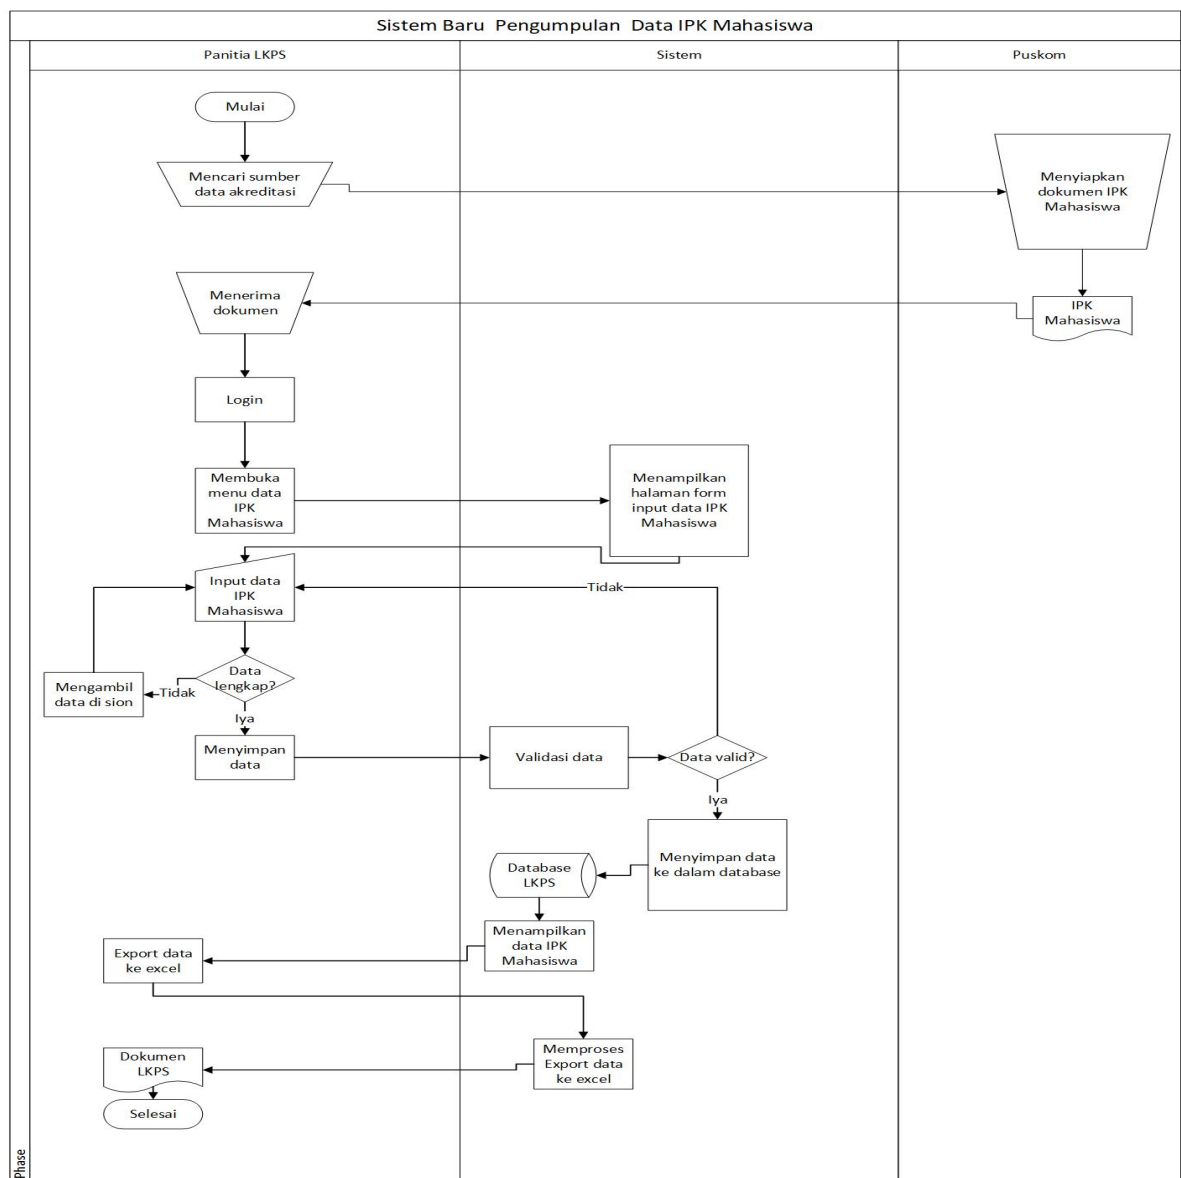 Sistem Baru  Pengumpulan  Data IPK Mahasiswa
Panitia LKPS
Sistem
Puskom
Mulai
Mencari sumber
data akreditasi
Menyiapkan
dokumen IPK
Mahasiswa
Menerima
dokumen
IPK
Mahasiswa
Login
Membuka
menu data
IPK
Mahasiswa
Menampilkan
halaman form
input data IPK
Mahasiswa
Input data
IPK
Mahasiswa
Tidak
Data
lengkap?
Tidak
Mengambil
data di sion
Iya
Menyimpan
data
Validasi data
Data valid?
Iya
Menyimpan data
ke dalam database
Database
LKPS
Menampilkan
data IPK
Mahasiswa
Export data
ke excel
Memproses
Export data
ke excel
Dokumen
LKPS
Selesai
Phase